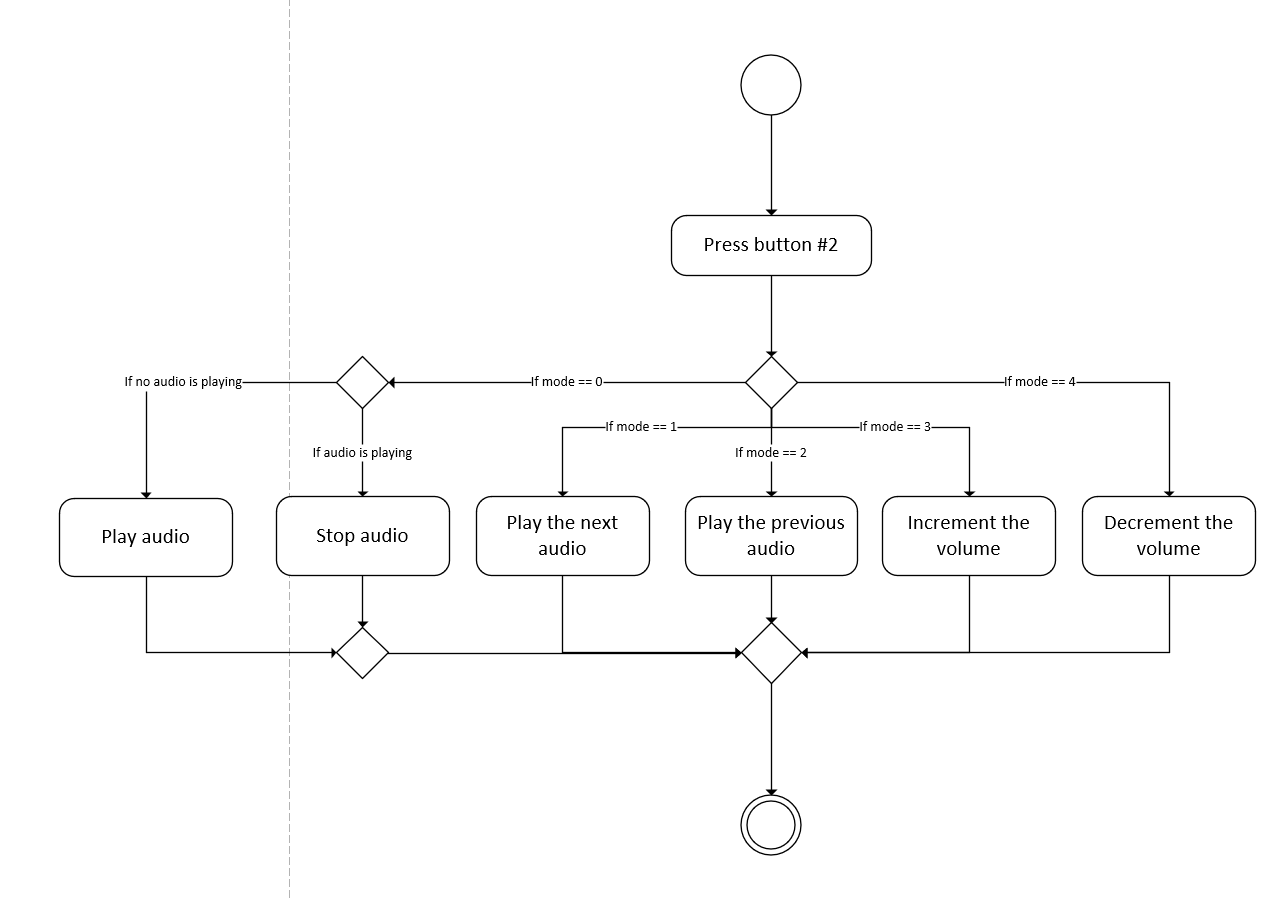 Press button #2
If no audio is playing
If mode == 0
If mode == 4
If mode == 1
If mode == 3
If audio is playing
If mode == 2
Play audio
Stop audio
Play the next
audio
Play the previous
audio
Increment the
volume
Decrement the
volume